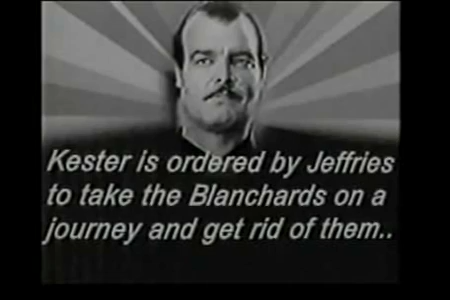 Kester is ordered by Jeffries
to take the Blanchards on a
journey and get rid of them..